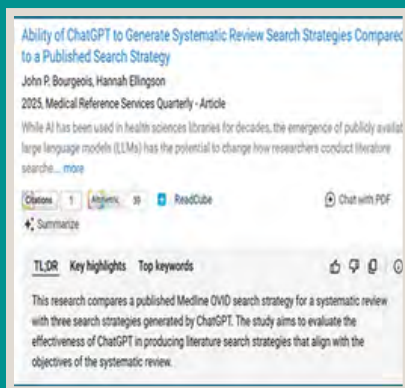 Ability of ChatGPT to Generate Systematic Review Search Strategies Compared
to a Published Search Strategy
John P. Bourgeois, Hannah Ellingson
2025, Medical Reference Services Quarterly - Article
While AI has been used in health sciences libraries for decades, the emergence of publicly availab
large language models (LLMs) has the potential to change how researchers conduct literature
searche... more
Citations 1 Altmetric 39 ReadCube Chat with PDF
Summarize
TL;DR Key highlights Top keywords
This research compares a published Medline OVID search strategy for a systematic review
with three search strategies generated by ChatGPT. The study aims to evaluate the
effectiveness of ChatGPT in producing literature search strategies that align with the
objectives of the systematic review.